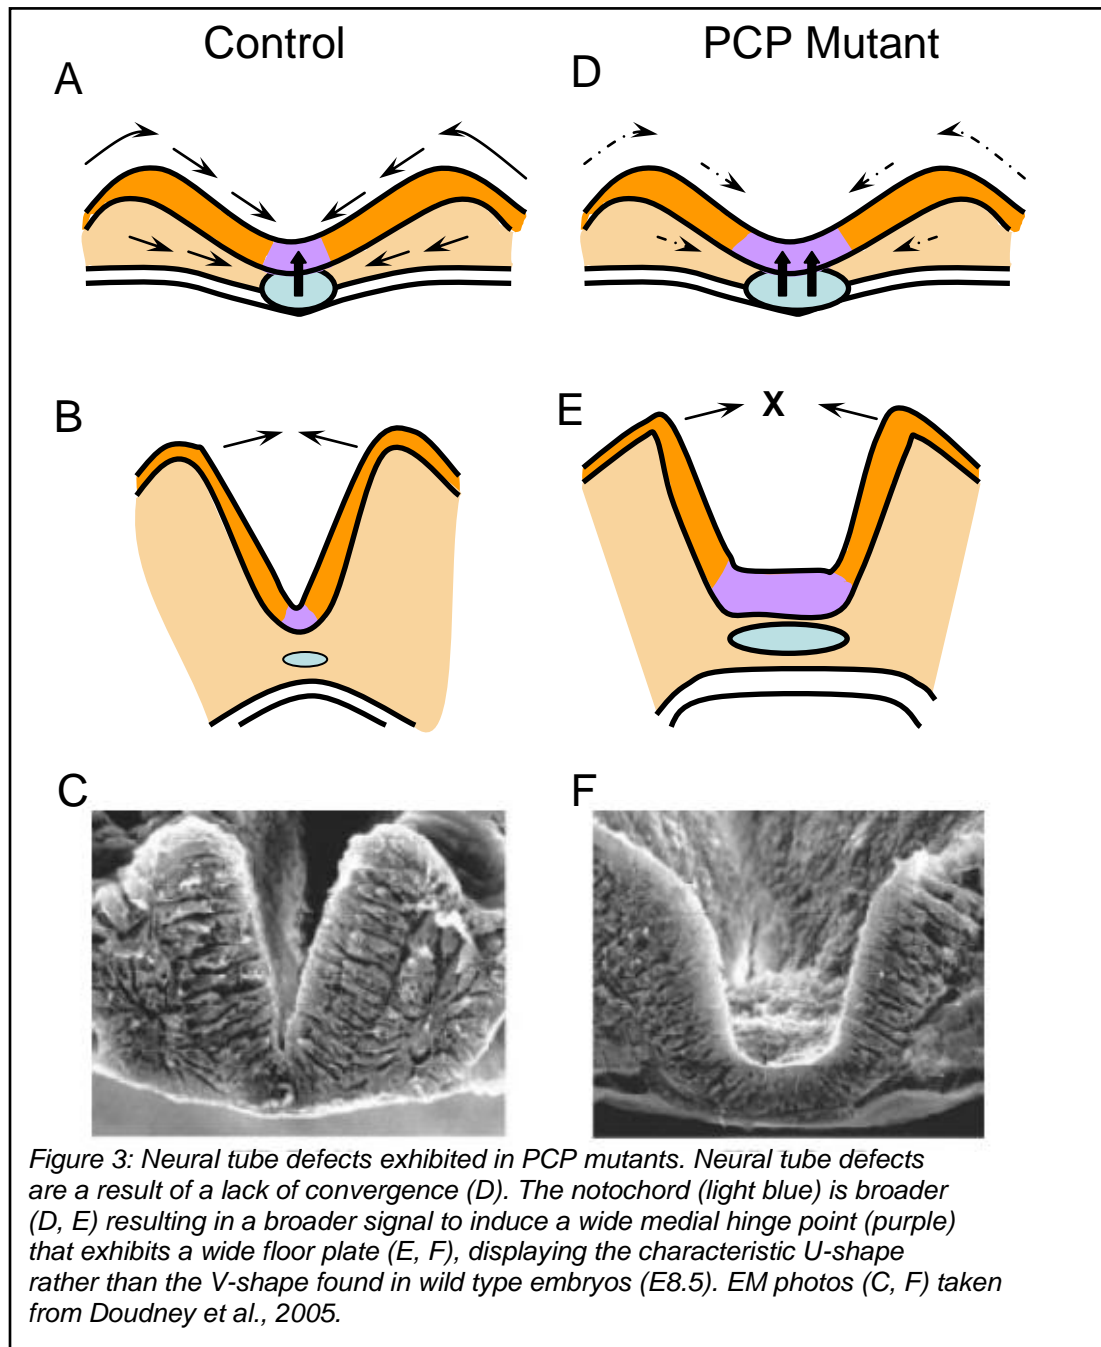 Control
PCP Mutant
A
D
B
E
X
C
F
Figure 3: Neural tube defects exhibited in PCP mutants. Neural tube defects
are a result of a lack of convergence (D). The notochord (light blue) is broader
(D, E) resulting in a broader signal to induce a wide medial hinge point (purple)
that exhibits a wide floor plate (E, F), displaying the characteristic U-shape
rather than the V-shape found in wild type embryos (E8.5). EM photos (C, F) taken
from Doudney et al., 2005.